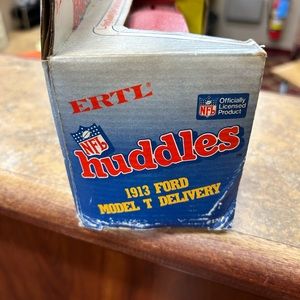 ERTL
NFL
Officially
Licensed
Product
NFL
huddles
1913 FORD
MODEL T DELIVERY